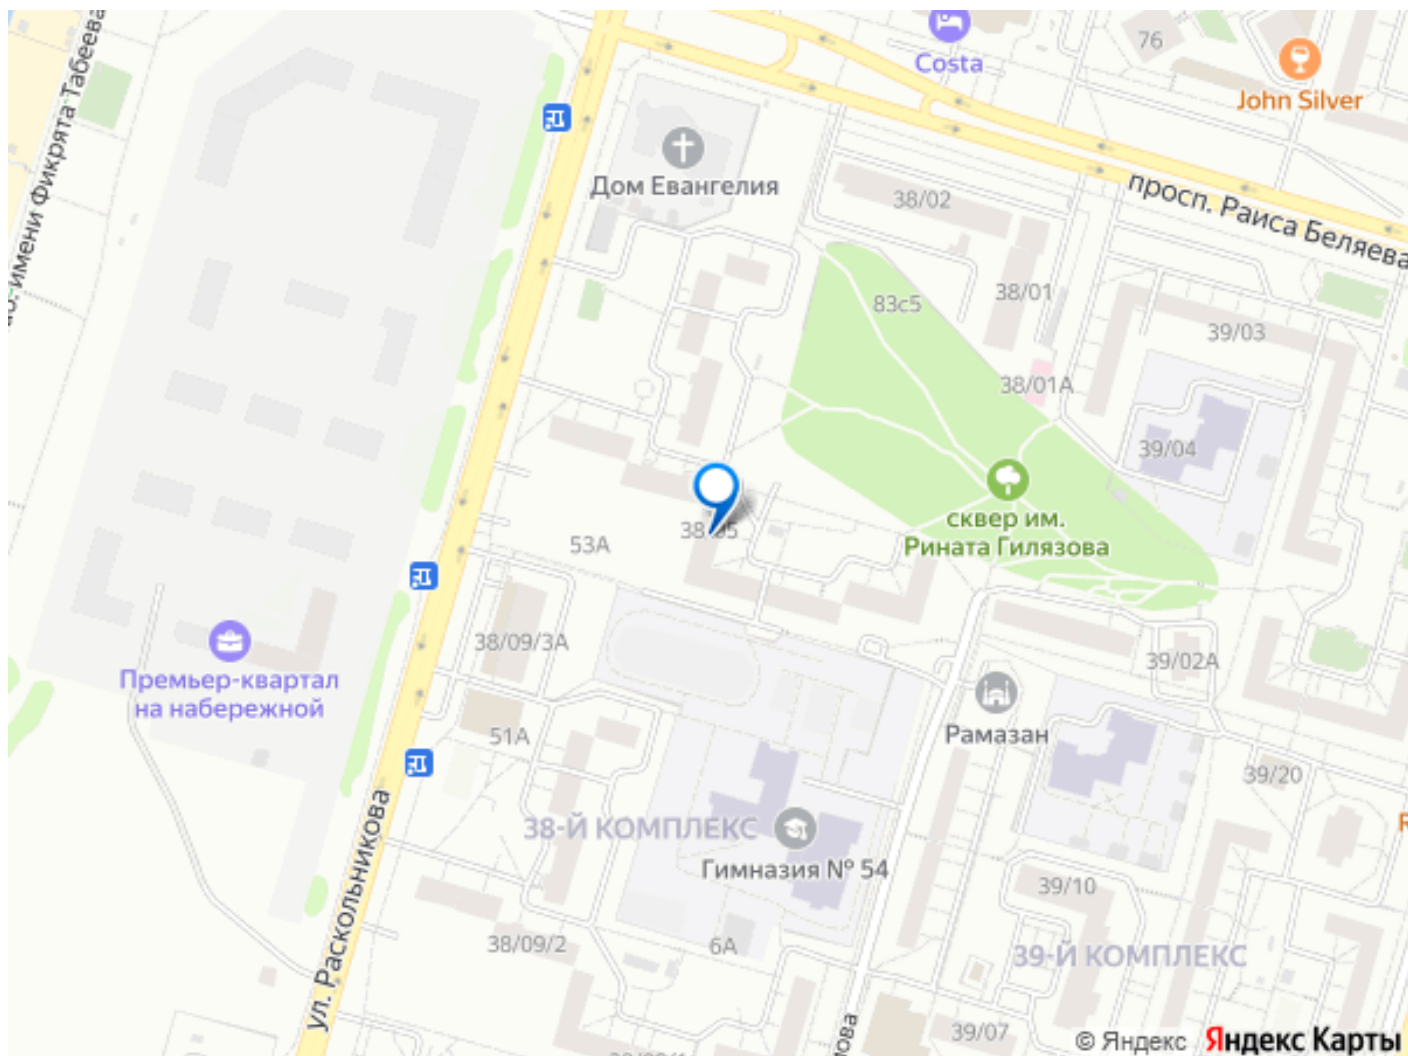 76
Costa
John Silver
имени Фикрята Табеева
Дом Евангелия
38/02
просп. Раиса Беляева
83с5
38/01
39/03
38/01А
39/04
сквер им.
Рината Гилязова
53А
38/09/3А
39/02А
Премьер-квартал
на набережной
51А
Рамазан
39/20
38-Й КОМПЛЕКС
Гимназия № 54
ул. Раскольникова
39/10
38/09/2
6А
39-Й КОМПЛЕКС
39/07
© Яндекс Яндекс Карты